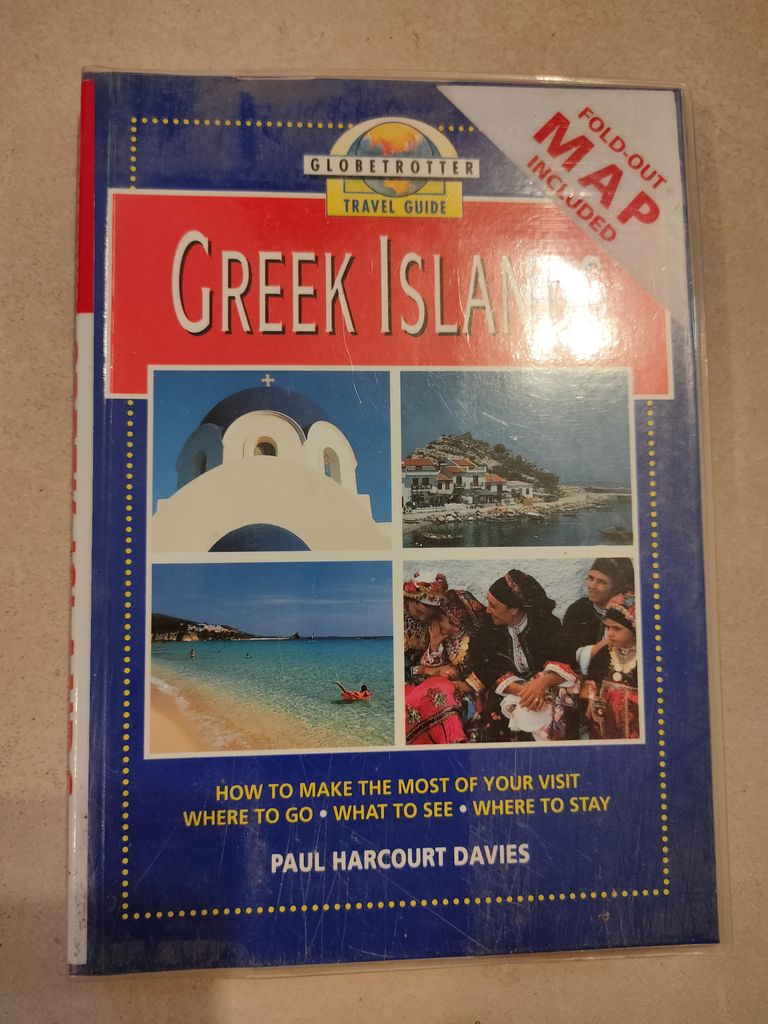 GLOBETROTTER
TRAVEL GUIDE
FOLD-OUT
MAP
INCLUDED
GREEK ISLANDS
HOW TO MAKE THE MOST OF YOUR VISIT
WHERE TO GO • WHAT TO SEE • WHERE TO STAY
PAUL HARCOURT DAVIES